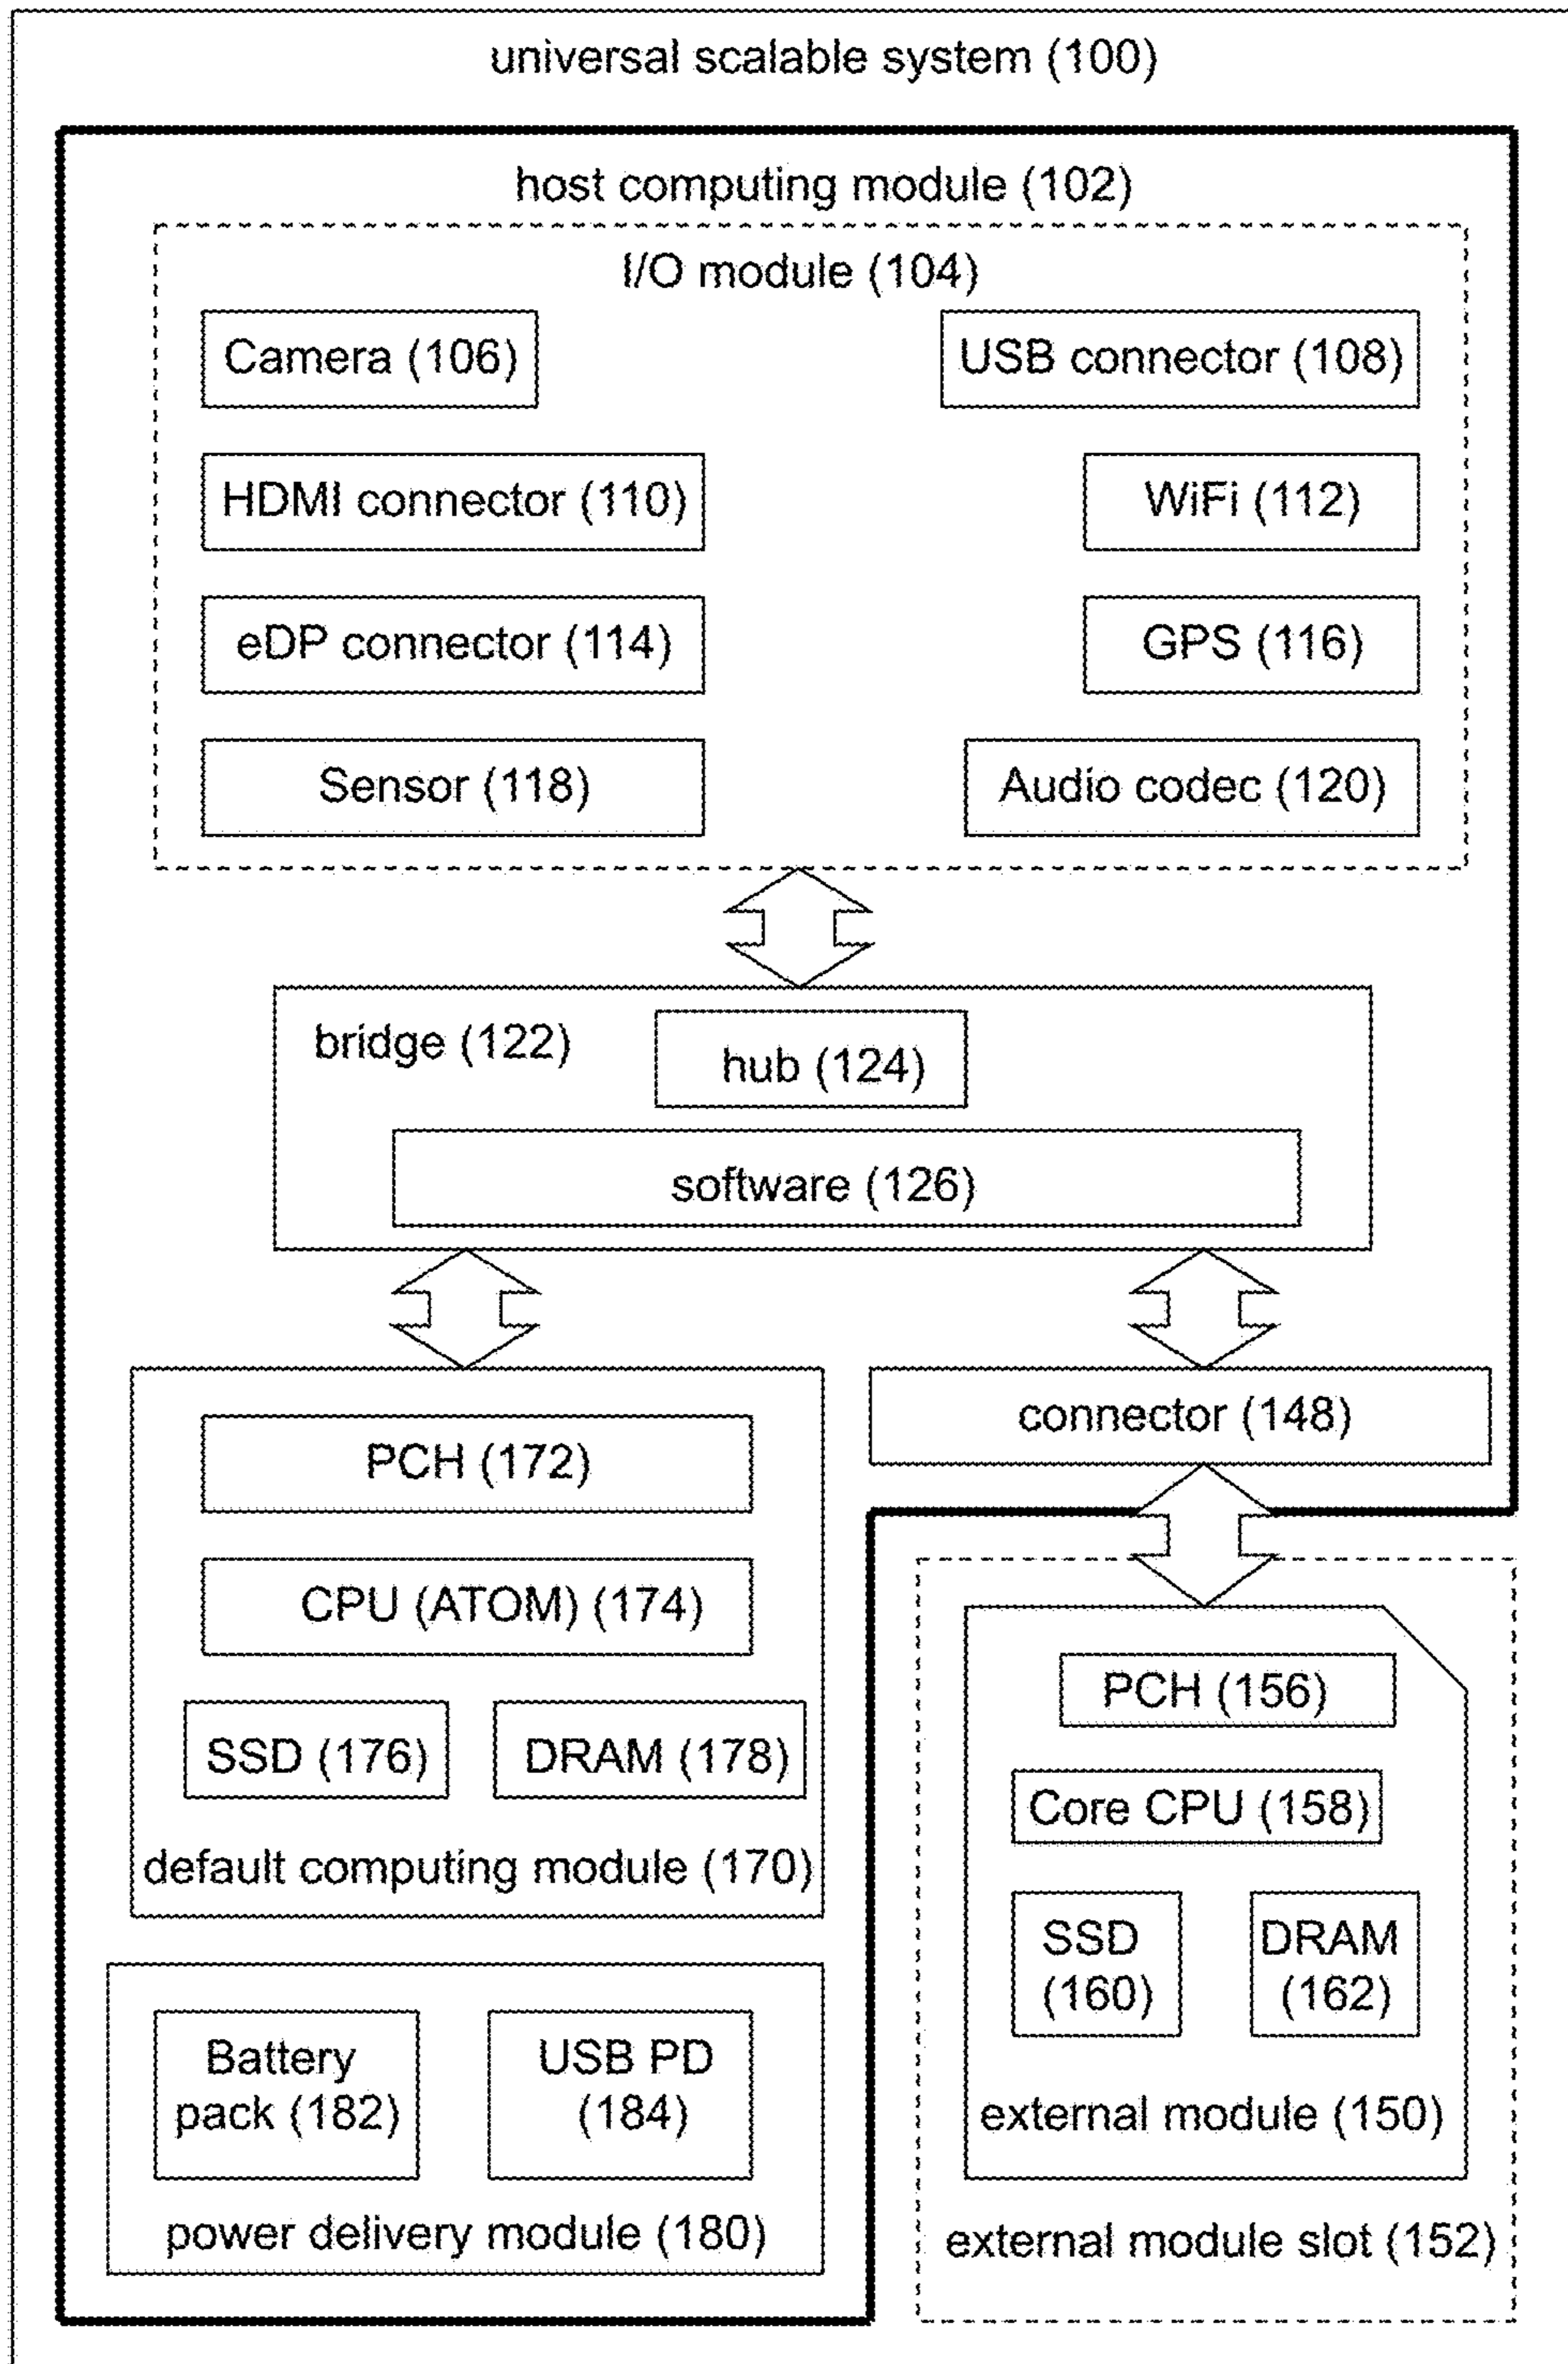 universal scalable system (100)
host computing module (102)
I/O module (104)
Camera (106)
USB connector (108)
HDMI connector (110)
WiFi (112)
eDP connector (114)
GPS (116)
Sensor (118)
Audio codec (120)
bridge (122)
hub (124)
software (126)
connector (148)
PCH (172)
CPU (ATOM) (174)
SSD (176)
DRAM (178)
default computing module (170)
Battery
pack (182)
USB PD
(184)
power delivery module (180)
PCH (156)
Core CPU (158)
SSD
(160)
DRAM
(162)
external module (150)
external module slot (152)